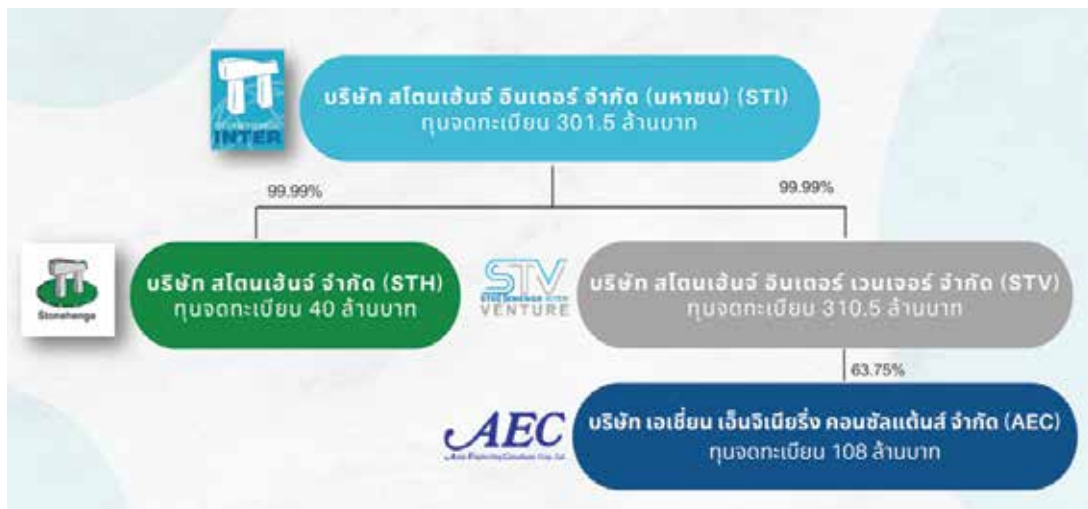 INTER
บริษัท สโตนเฮ้นจ์ อินเตอร์ จำกัด (มหาชน) (STI)
ทุนจดทะเบียน 301.5 ล้านบาท
99.99%
99.99%
Stonehenge
บริษัท สโตนเฮ้นจ์ จำกัด (STH)
ทุนจดทะเบียน 40 ล้านบาท
STV
STONEHENGE INTER
VENTURE
บริษัท สโตนเฮ้นจ์ อินเตอร์ เวนเจอร์ จำกัด (STV)
ทุนจดทะเบียน 310.5 ล้านบาท
63.75%
AEC
บริษัท เอเชี่ยน เอ็นจิเนียริ่ง คอนซัลแต้นส์ จำกัด (AEC)
ทุนจดทะเบียน 108 ล้านบาท